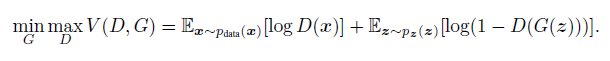 min_G max_D V(D, G) = 𝔼_{x∼p_data(x)}[log D(x)] + 𝔼_{z∼p_z(z)}[log(1 − D(G(z)))].